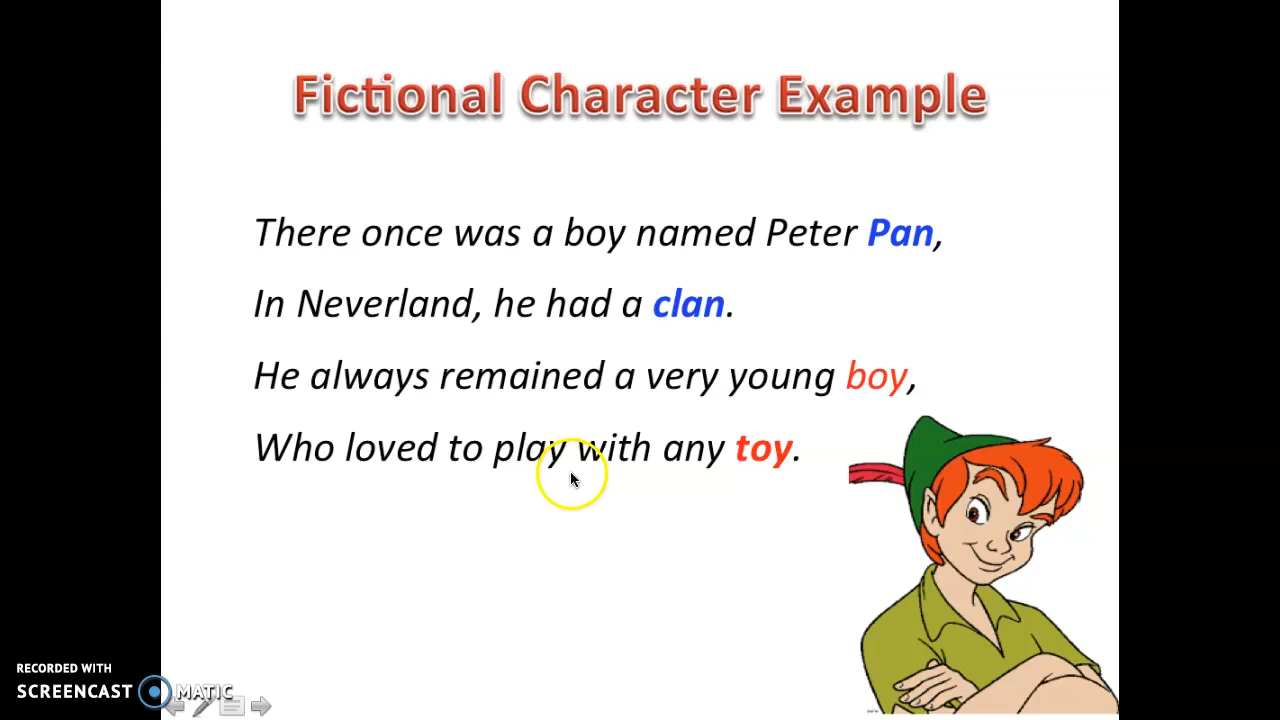 Fictional Character Example
There once was a boy named Peter Pan,
In Neverland, he had a clan.
He always remained a very young boy,
Who loved to play with any toy.
RECORDED WITH
SCREENCAST MATIC